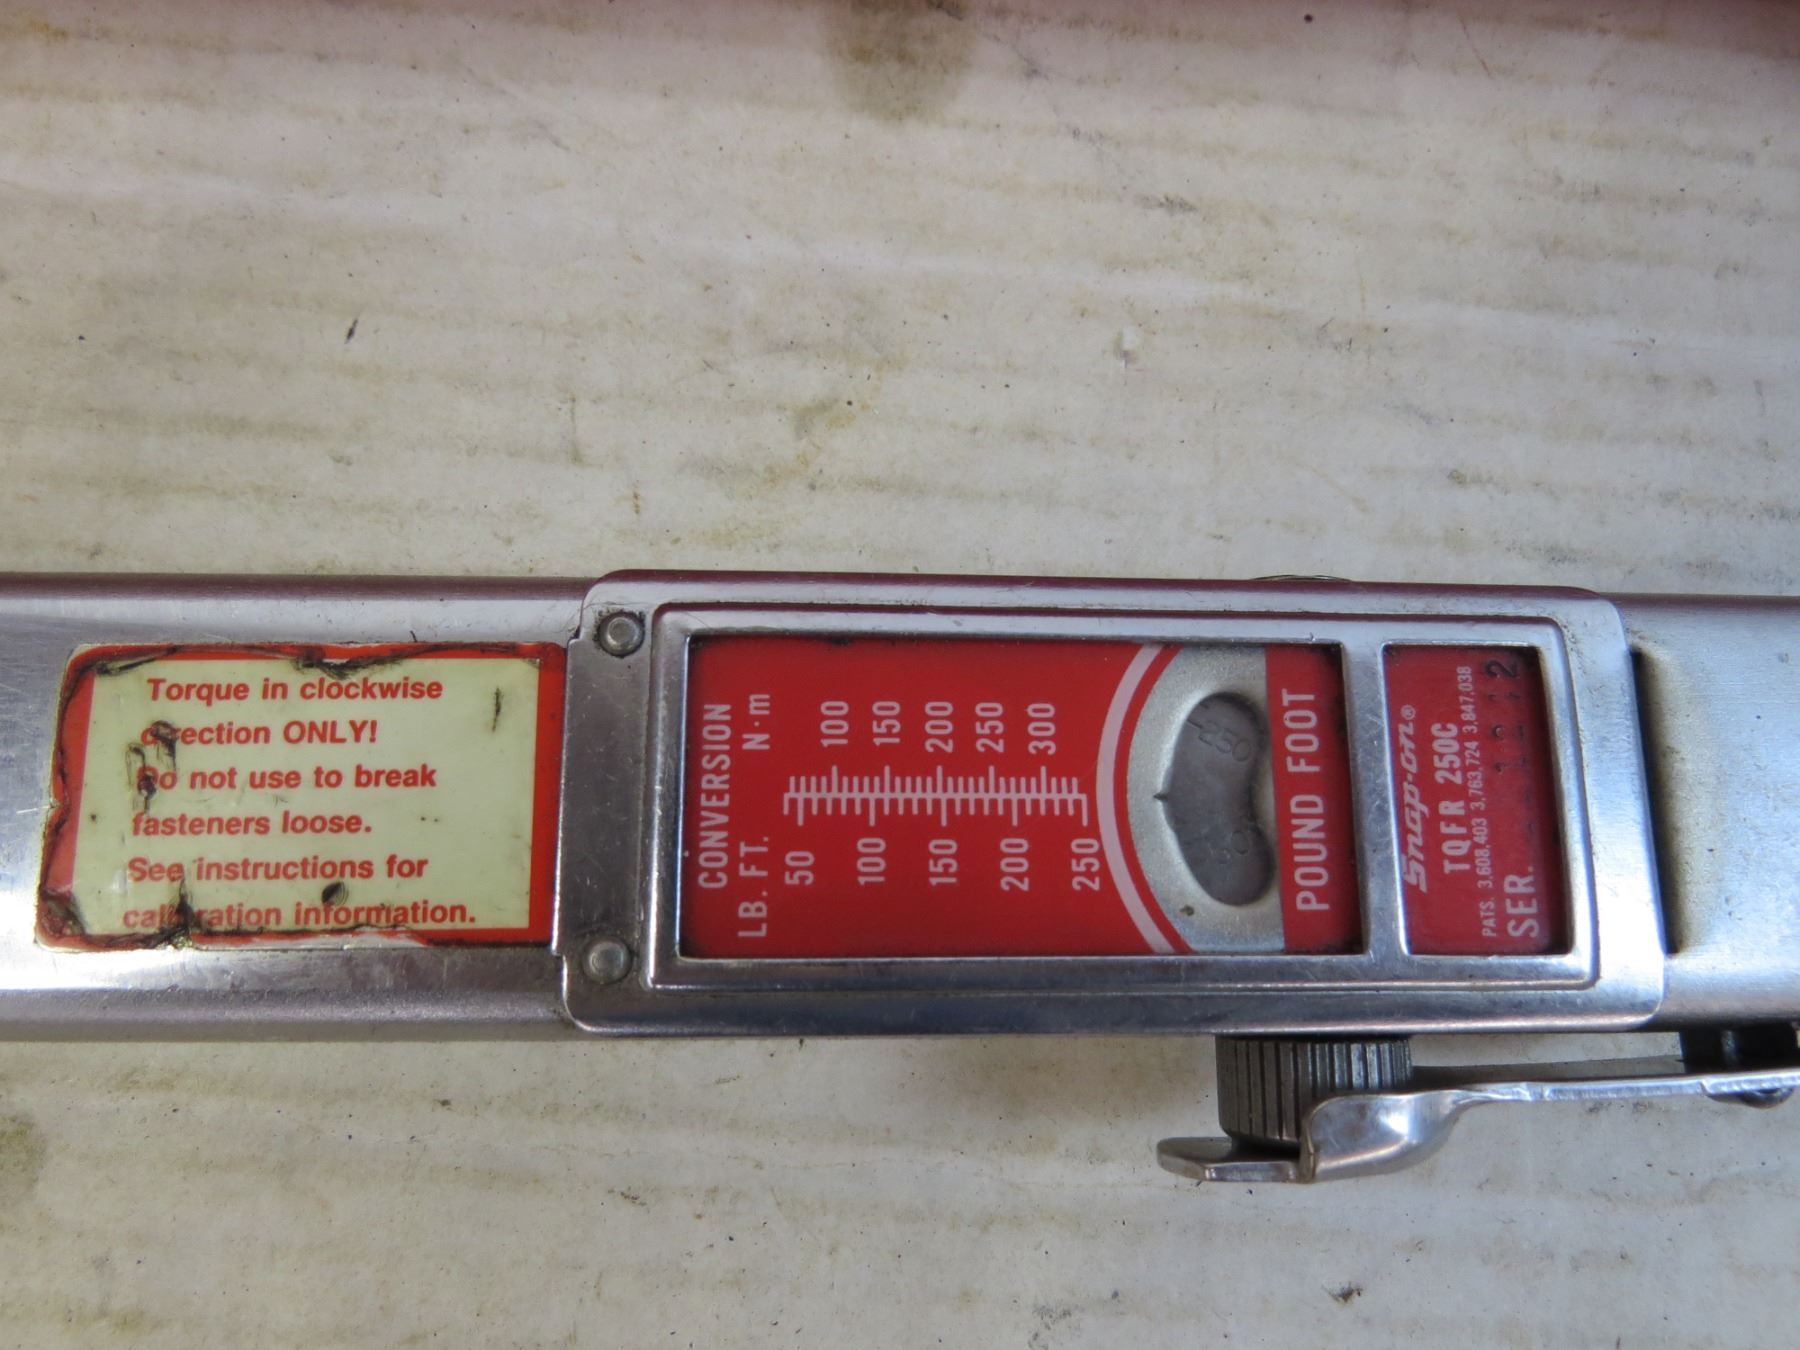 Torque in clockwise
direction ONLY!
Do not use to break
fasteners loose.
See instructions for
calibration information.
CONVERSION
LB. FT. N·m
50 100 150 200 250
100 150 200 250 300
250
POUND FOOT
Snap-on®
TQFR 250C
PATS. 3,608,403 3,763,724 3,847,038
SER.